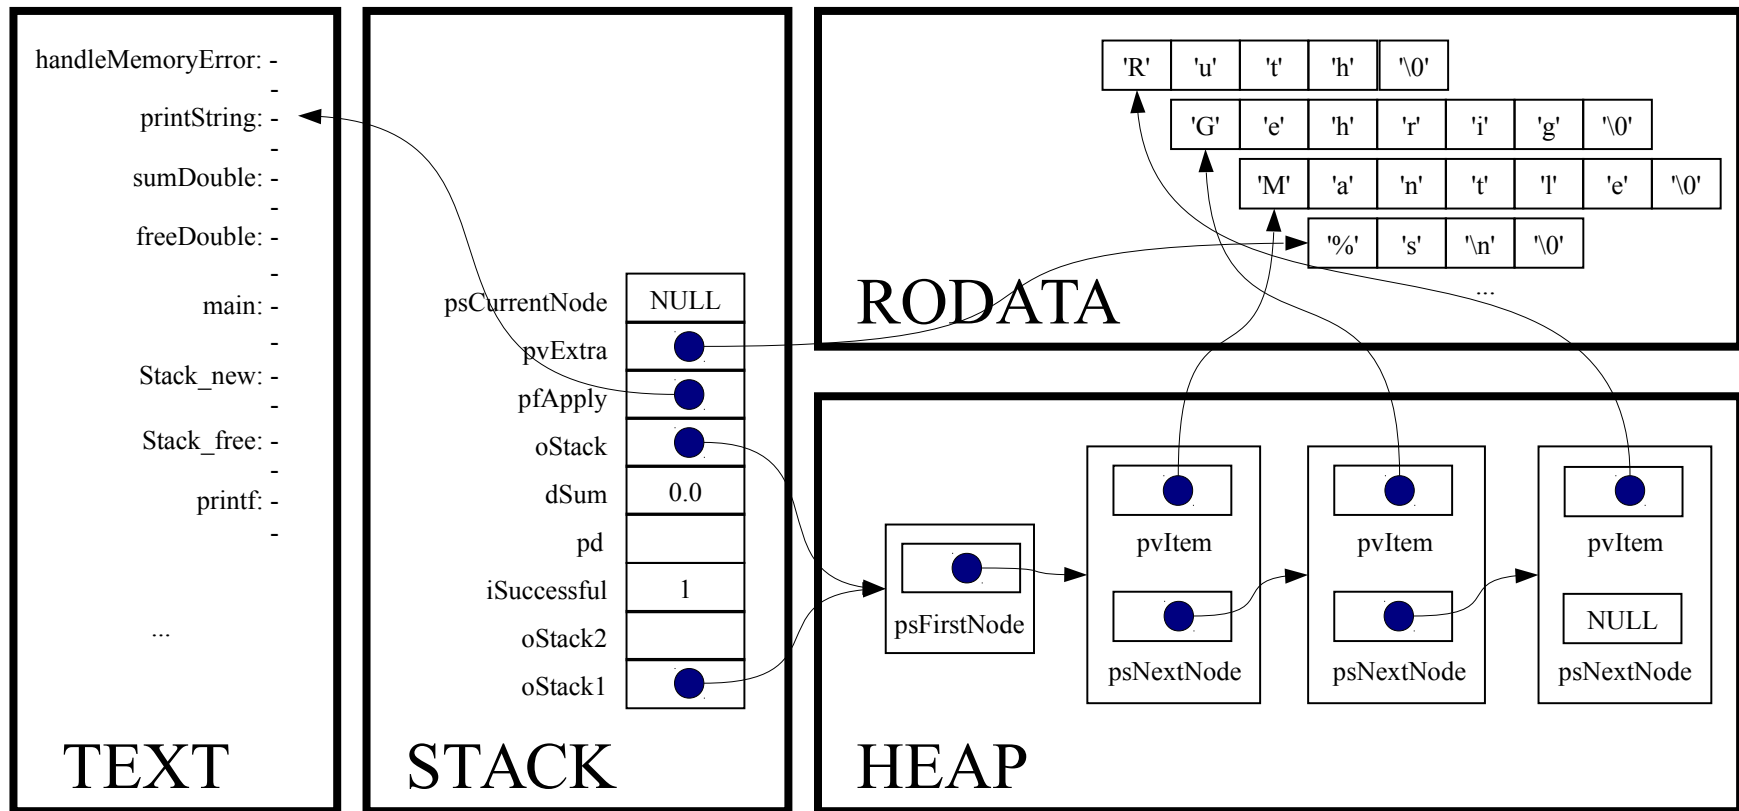 handleMemoryError: -
-
printString: -
-
sumDouble: -
-
freeDouble: -
-
main: -
-
Stack_new: -
-
Stack_free: -
-
printf: -
-
...
TEXT
psCurrentNode NULL
pvExtra
pfApply
oStack
dSum 0.0
pd
iSuccessful 1
oStack2
oStack1
STACK
'R' 'u' 't' 'h' '\0'
'G' 'e' 'h' 'r' 'i' 'g' '\0'
'M' 'a' 'n' 't' 'l' 'e' '\0'
'%' 's' '\n' '\0'
...
RODATA
psFirstNode
pvItem
psNextNode
pvItem
psNextNode
pvItem
NULL
psNextNode
HEAP